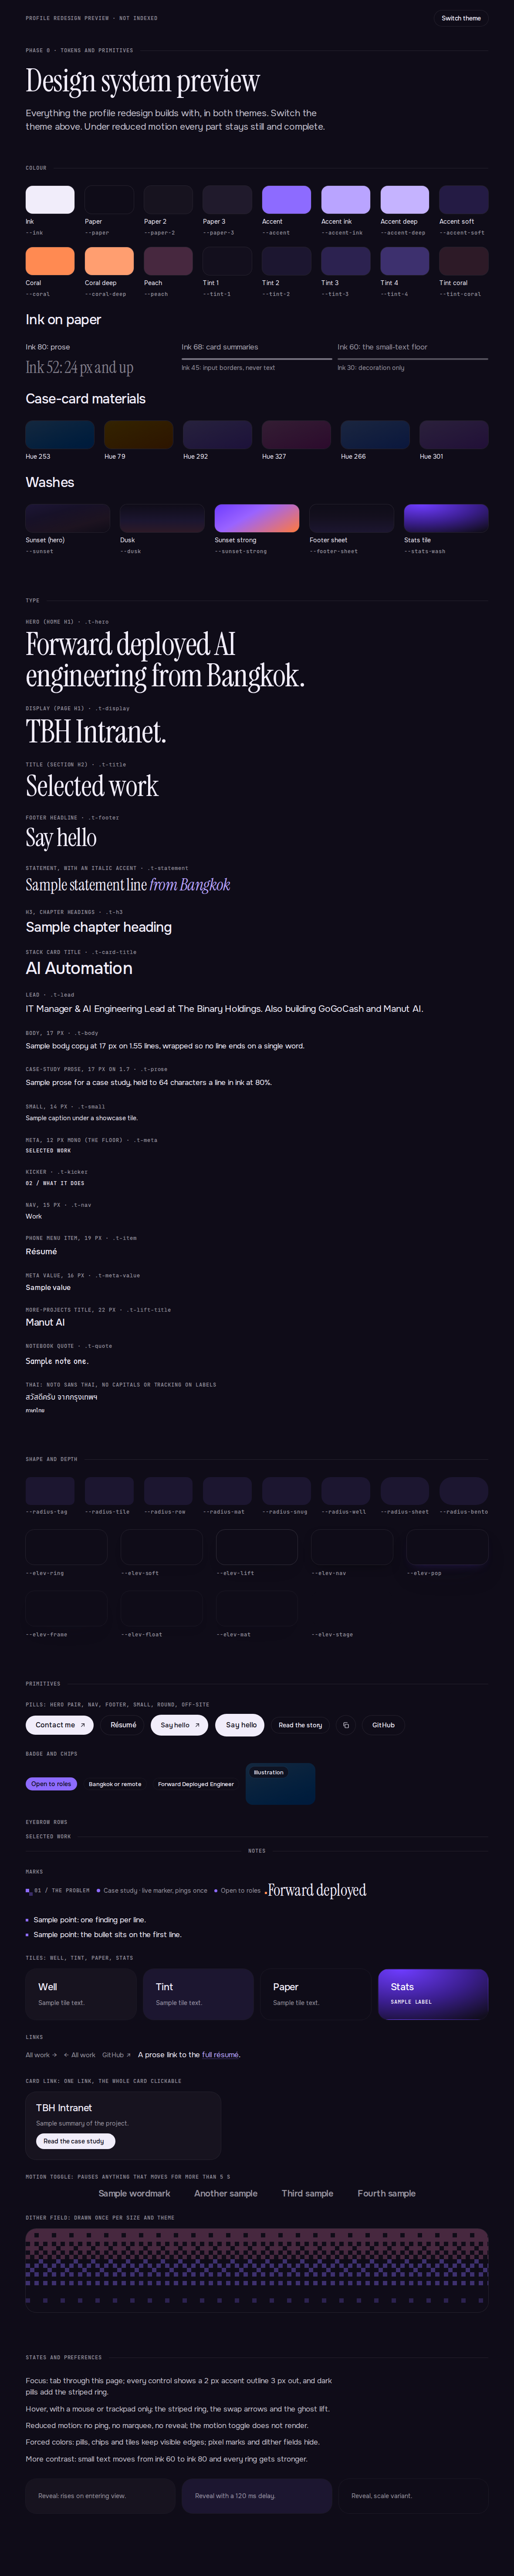 PROFILE REDESIGN PREVIEW · NOT INDEXED
Switch theme
PHASE 0 · TOKENS AND PRIMITIVES
Design system preview
Everything the profile redesign builds with, in both themes. Switch the
theme above. Under reduced motion every part stays still and complete.
COLOUR
Ink
Paper
Paper 2
Paper 3
Accent
Accent ink
Accent deep
Accent soft
--ink
--paper
--paper-2
--paper-3
--accent
--accent-ink
--accent-deep
--accent-soft
Coral
Coral deep
Peach
Tint 1
Tint 2
Tint 3
Tint 4
Tint coral
--coral
--coral-deep
--peach
--tint-1
--tint-2
--tint-3
--tint-4
--tint-coral
Ink on paper
Ink 80: prose
Ink 68: card summaries
Ink 60: the small-text floor
Ink 52: 24 px and up
Ink 45: input borders, never text
Ink 30: decoration only
Case-card materials
Hue 253
Hue 79
Hue 292
Hue 327
Hue 266
Hue 301
Washes
Sunset (hero)
Dusk
Sunset strong
Footer sheet
Stats tile
--sunset
--dusk
--sunset-strong
--footer-sheet
--stats-wash
TYPE
HERO (HOME H1) · .t-hero
Forward deployed AI
engineering from Bangkok.
DISPLAY (PAGE H1) · .t-display
TBH Intranet.
TITLE (SECTION H2) · .t-title
Selected work
FOOTER HEADLINE · .t-footer
Say hello
STATEMENT, WITH AN ITALIC ACCENT · .t-statement
Sample statement line from Bangkok
H3, CHAPTER HEADINGS · .t-h3
Sample chapter heading
STACK CARD TITLE · .t-card-title
AI Automation
LEAD · .t-lead
IT Manager & AI Engineering Lead at The Binary Holdings. Also building GoGoCash and Manut AI.
BODY, 17 PX · .t-body
Sample body copy at 17 px on 1.55 lines, wrapped so no line ends on a single word.
CASE-STUDY PROSE, 17 PX ON 1.7 · .t-prose
Sample prose for a case study, held to 64 characters a line in ink at 80%.
SMALL, 14 PX · .t-small
Sample caption under a showcase tile.
META, 12 PX MONO (THE FLOOR) · .t-meta
SELECTED WORK
KICKER · .t-kicker
02 / WHAT IT DOES
NAV, 15 PX · .t-nav
Work
PHONE MENU ITEM, 19 PX · .t-item
Résumé
META VALUE, 16 PX · .t-meta-value
Sample value
MORE-PROJECTS TITLE, 22 PX · .t-lift-title
Manut AI
NOTEBOOK QUOTE · .t-quote
Sample note one.
THAI: NOTO SANS THAI, NO CAPITALS OR TRACKING ON LABELS
สวัสดีครับ จากกรุงเทพฯ
ภาษาไทย
SHAPE AND DEPTH
--radius-tag
--radius-tile
--radius-row
--radius-mat
--radius-snug
--radius-well
--radius-sheet
--radius-bento
--elev-ring
--elev-soft
--elev-lift
--elev-nav
--elev-pop
--elev-frame
--elev-float
--elev-mat
--elev-stage
PRIMITIVES
PILLS: HERO PAIR, NAV, FOOTER, SMALL, ROUND, OFF-SITE
Contact me ↗
Résumé
Say hello ↗
Say hello
Read the story
GitHub
BADGE AND CHIPS
Open to roles
Bangkok or remote
Forward Deployed Engineer
Illustration
EYEBROW ROWS
SELECTED WORK
NOTES
MARKS
01 / THE PROBLEM
Case study · live marker, pings once
Open to roles
Forward deployed
Sample point: one finding per line.
Sample point: the bullet sits on the first line.
TILES: WELL, TINT, PAPER, STATS
Well
Tint
Paper
Stats
Sample tile text.
Sample tile text.
Sample tile text.
SAMPLE LABEL
LINKS
All work →
← All work
GitHub ↗
A prose link to the full résumé.
CARD LINK: ONE LINK, THE WHOLE CARD CLICKABLE
TBH Intranet
Sample summary of the project.
Read the case study
MOTION TOGGLE: PAUSES ANYTHING THAT MOVES FOR MORE THAN 5 S
Sample wordmark
Another sample
Third sample
Fourth sample
DITHER FIELD: DRAWN ONCE PER SIZE AND THEME
STATES AND PREFERENCES
Focus: tab through this page; every control shows a 2 px accent outline 3 px out, and dark
pills add the striped ring.
Hover, with a mouse or trackpad only: the striped ring, the swap arrows and the ghost lift.
Reduced motion: no ping, no marquee, no reveal; the motion toggle does not render.
Forced colors: pills, chips and tiles keep visible edges; pixel marks and dither fields hide.
More contrast: small text moves from ink 60 to ink 80 and every ring gets stronger.
Reveal: rises on entering view.
Reveal with a 120 ms delay.
Reveal, scale variant.